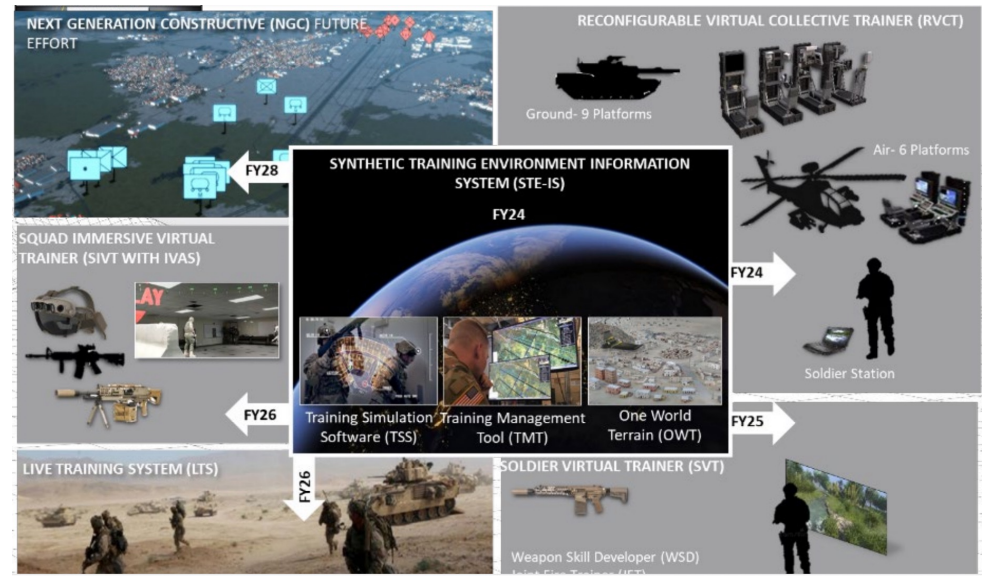 NEXT GENERATION CONSTRUCTIVE (NGC) FUTURE
EFFORT
FY28
RECONFIGURABLE VIRTUAL COLLECTIVE TRAINER (RVCT)
Ground- 9 Platforms
Air- 6 Platforms
FY24
Soldier Station
SYNTHETIC TRAINING ENVIRONMENT INFORMATION
SYSTEM (STE-IS)
FY24
Training Simulation
Software (TSS)
Training Management
Tool (TMT)
One World
Terrain (OWT)
SQUAD IMMERSIVE VIRTUAL
TRAINER (SIVT WITH IVAS)
LAY
FY26
FY25
LIVE TRAINING SYSTEM (LTS)
FY26
SOLDIER VIRTUAL TRAINER (SVT)
Weapon Skill Developer (WSD)